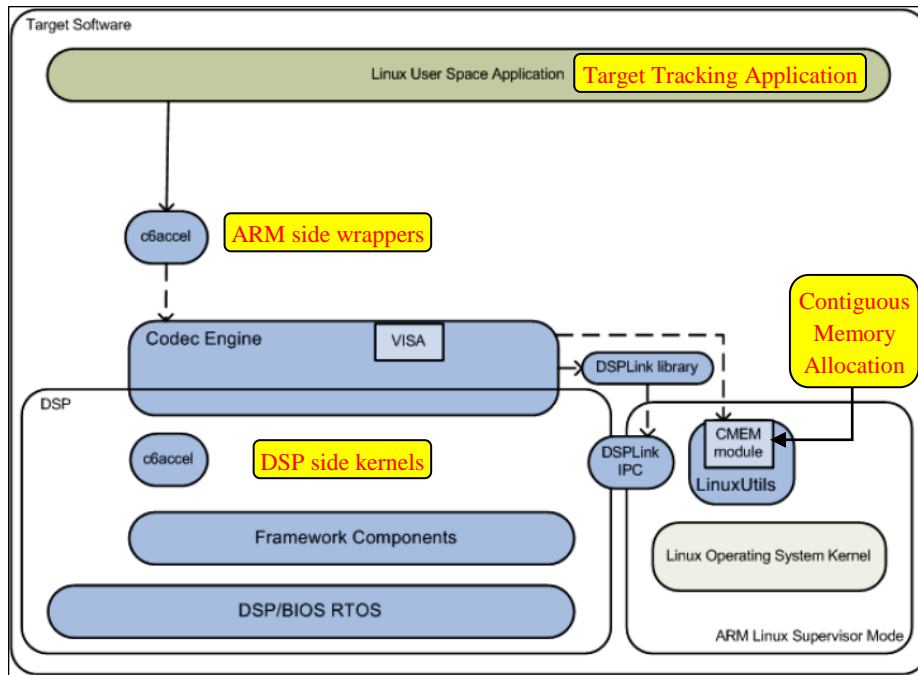 Target Software
Linux User Space Application
Target Tracking Application
c6accel
ARM side wrappers
Contiguous
Memory
Allocation
Codec Engine
VISA
DSPLink library
DSP
c6accel
DSP side kernels
DSPLink
IPC
CMEM
module
LinuxUtils
Framework Components
Linux Operating System Kernel
DSP/BIOS RTOS
ARM Linux Supervisor Mode